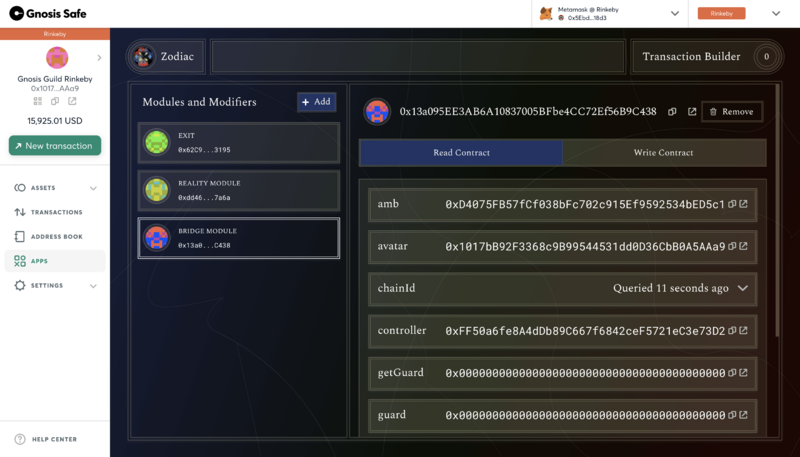 Gnosis Safe
Metamask @ Rinkeby
0x5Ebd...16d3
Rinkeby
Rinkeby
Gnosis Guild Rinkeby
0x1017...AAa9
15,925.01 USD
New transaction
ASSETS
TRANSACTIONS
ADDRESS BOOK
APPS
SETTINGS
HELP CENTER
Zodiac
Transaction Builder
0
Modules and Modifiers
+ Add
EXIT
0x62C9...3195
REALITY MODULE
0xdd46...7a6a
BRIDGE MODULE
0x13a0...C438
0x13a095EE3AB6A10837005BFbe4CC72Ef56B9C438
Remove
Read Contract
Write Contract
amb 0xD4075FB57fCf038bFc702c915Ef9592534bED5c1
avatar 0x1017bB92F3368c9B99544531dd0D36CbB0A5AAa9
chainId Queried 11 seconds ago
controller 0xFF50a6fe8A4dDb89C667f6842ceF5721eC3e73D2
getGuard 0x0000000000000000000000000000000000000000
guard 0x0000000000000000000000000000000000000000